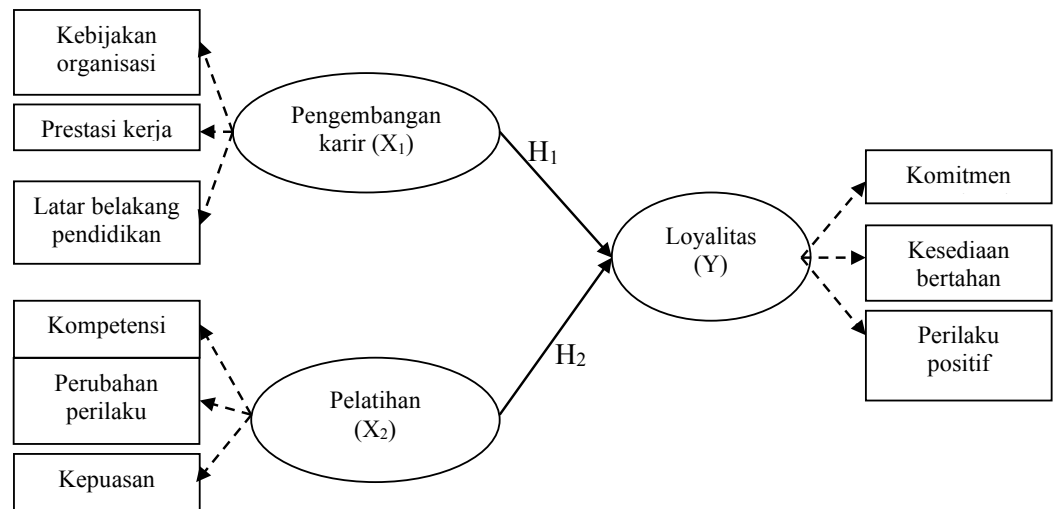 Kebijakan
organisasi
Prestasi kerja
Latar belakang
pendidikan
Pengembangan
karir (X₁)
H₁
Kompetensi
Perubahan
perilaku
Kepuasan
Pelatihan
(X₂)
H₂
Loyalitas
(Y)
Komitmen
Kesediaan
bertahan
Perilaku
positif